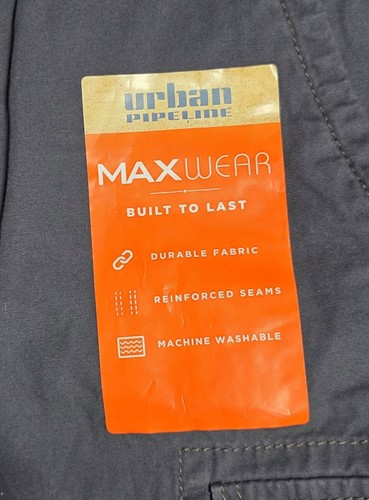 urban
PIPELINE
MAXWEAR
BUILT TO LAST
DURABLE FABRIC
REINFORCED SEAMS
MACHINE WASHABLE